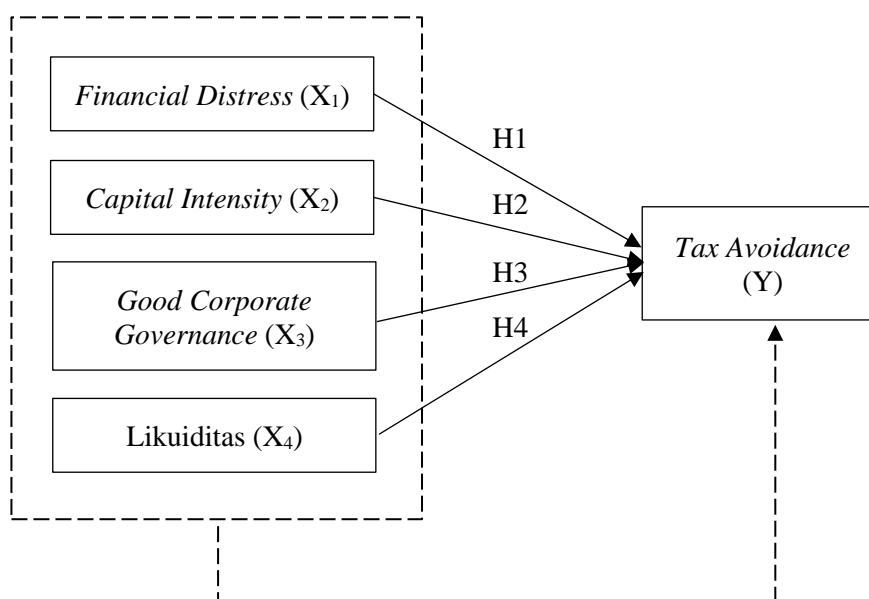 Financial Distress (X₁)
H1
Capital Intensity (X₂)
H2
Tax Avoidance
(Y)
Good Corporate
Governance (X₃)
H3
H4
Likuiditas (X₄)